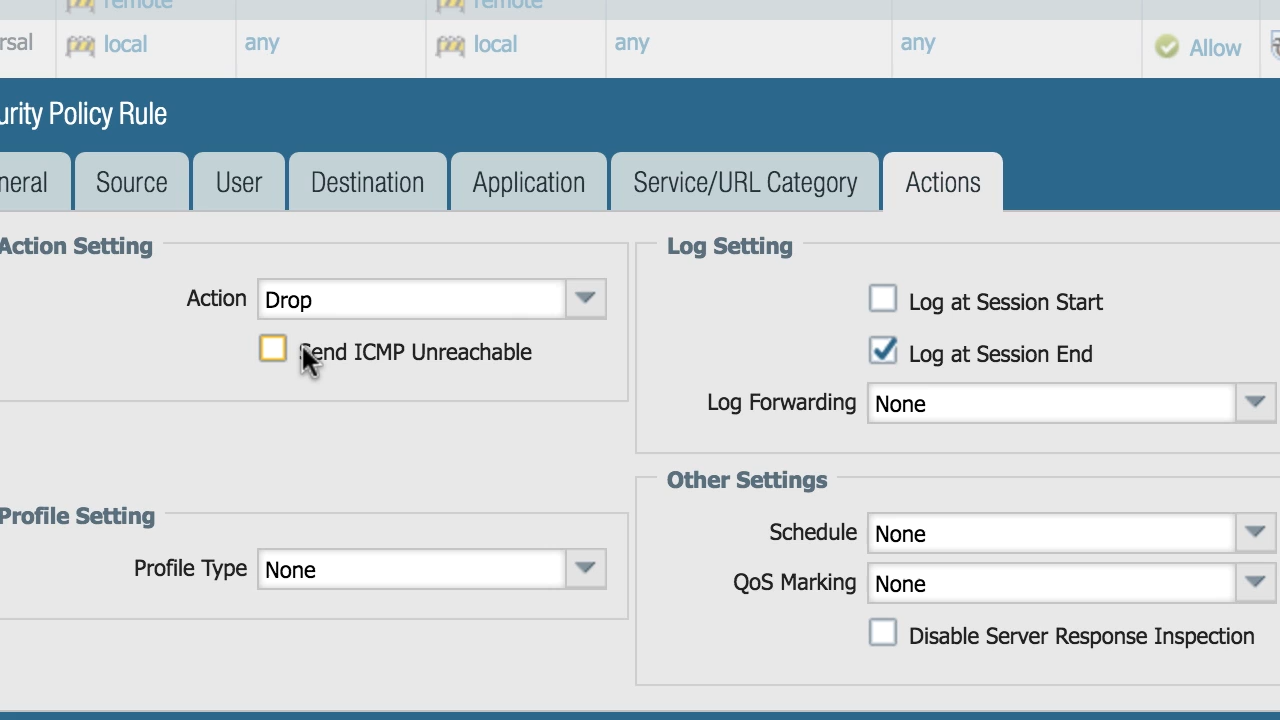 remote remote
rsal local any local any any Allow
urity Policy Rule
neral Source User Destination Application Service/URL Category Actions
Action Setting
Action Drop
Send ICMP Unreachable
Log Setting
Log at Session Start
Log at Session End
Log Forwarding None
Profile Setting
Profile Type None
Other Settings
Schedule None
QoS Marking None
Disable Server Response Inspection